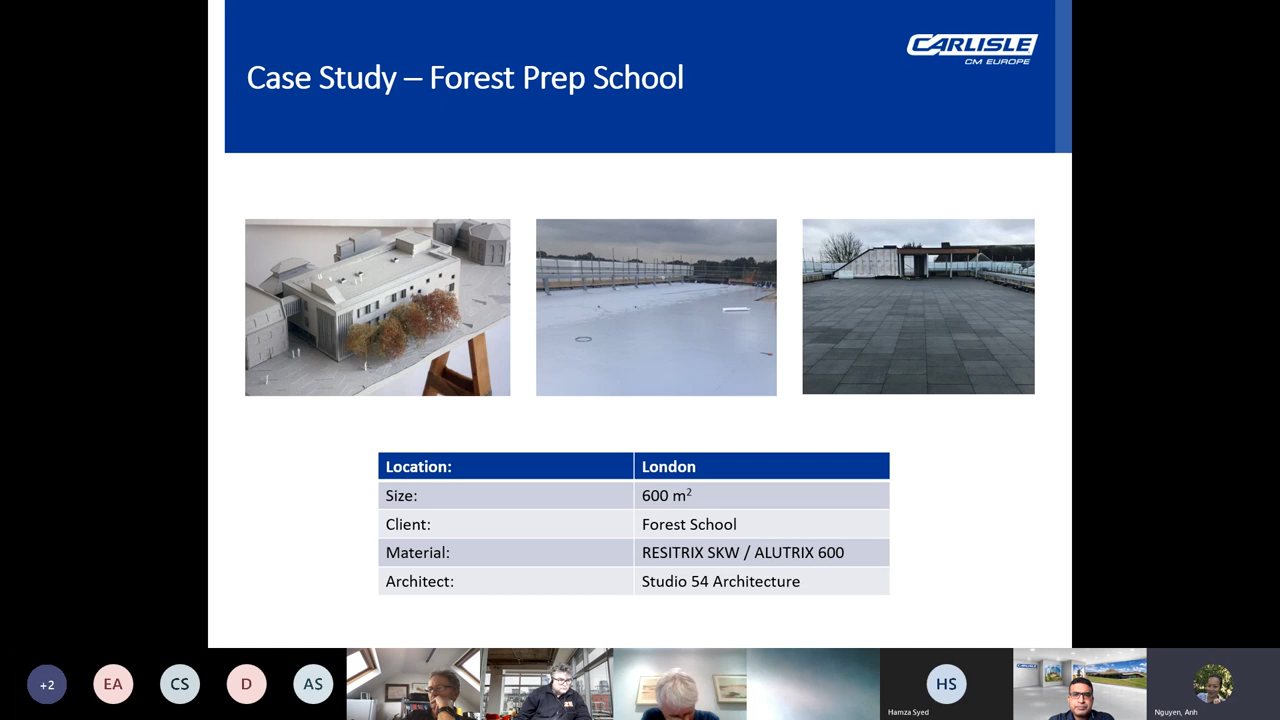 CARLISLE
CM EUROPE
Case Study – Forest Prep School
Location: London
Size: 600 m²
Client: Forest School
Material: RESITRIX SKW / ALUTRIX 600
Architect: Studio 54 Architecture
+2
EA
CS
D
AS
HS
Hamza Syed
CARLISLE
Nguyen, Anh